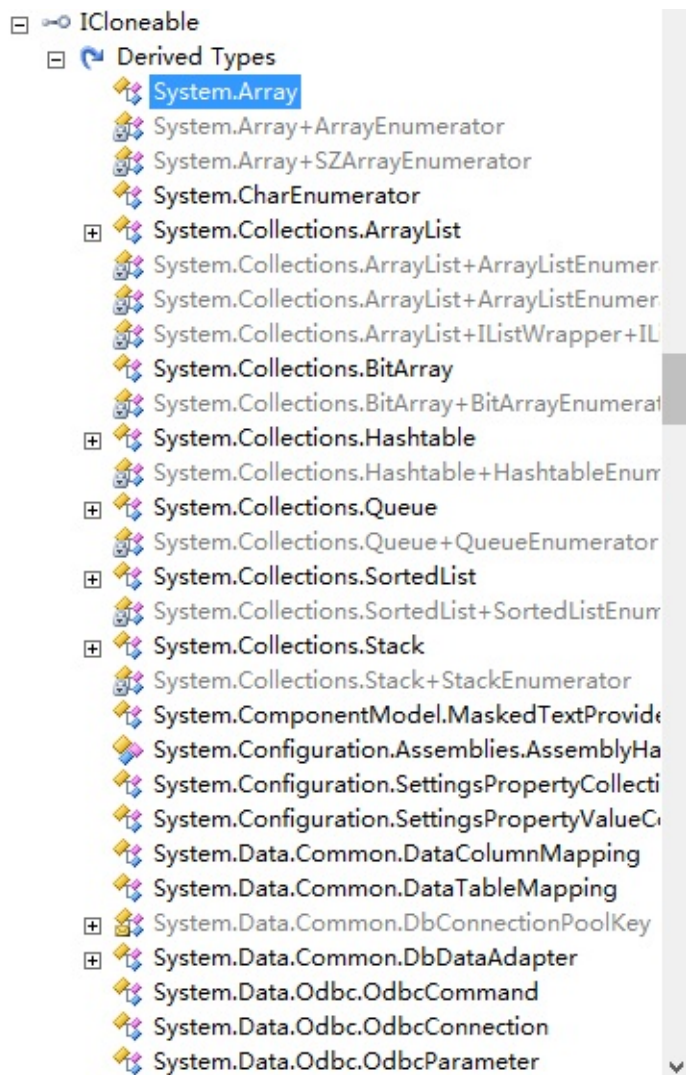 ICloneable
Derived Types
System.Array
System.Array+ArrayEnumerator
System.Array+SZArrayEnumerator
System.CharEnumerator
System.Collections.ArrayList
System.Collections.ArrayList+ArrayListEnumer
System.Collections.ArrayList+ArrayListEnumer
System.Collections.ArrayList+IListWrapper+ILi
System.Collections.BitArray
System.Collections.BitArray+BitArrayEnumerat
System.Collections.Hashtable
System.Collections.Hashtable+HashtableEnum
System.Collections.Queue
System.Collections.Queue+QueueEnumerator
System.Collections.SortedList
System.Collections.SortedList+SortedListEnum
System.Collections.Stack
System.Collections.Stack+StackEnumerator
System.ComponentModel.MaskedTextProvide
System.Configuration.Assemblies.AssemblyHa
System.Configuration.SettingsPropertyCollecti
System.Configuration.SettingsPropertyValueCo
System.Data.Common.DataColumnMapping
System.Data.Common.DataTableMapping
System.Data.Common.DbConnectionPoolKey
System.Data.Common.DbDataAdapter
System.Data.Odbc.OdbcCommand
System.Data.Odbc.OdbcConnection
System.Data.Odbc.OdbcParameter